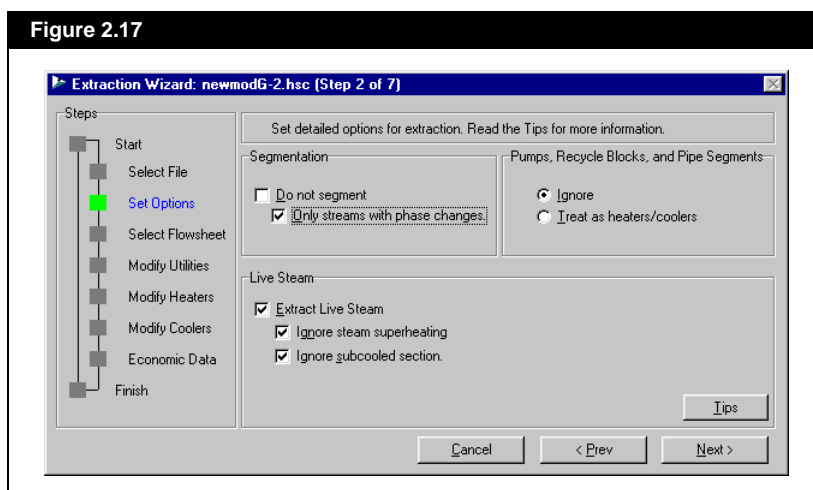 Figure 2.17
Extraction Wizard: newmodG-2.hsc (Step 2 of 7)
Steps
Start
Select File
Set Options
Select Flowsheet
Modify Utilities
Modify Heaters
Modify Coolers
Economic Data
Finish
Set detailed options for extraction. Read the Tips for more information.
Segmentation
Do not segment
Only streams with phase changes.
Pumps, Recycle Blocks, and Pipe Segments
Ignore
Treat as heaters/coolers
Live Steam
Extract Live Steam
Ignore steam superheating
Ignore subcooled section.
Tips
Cancel
< Prev
Next >